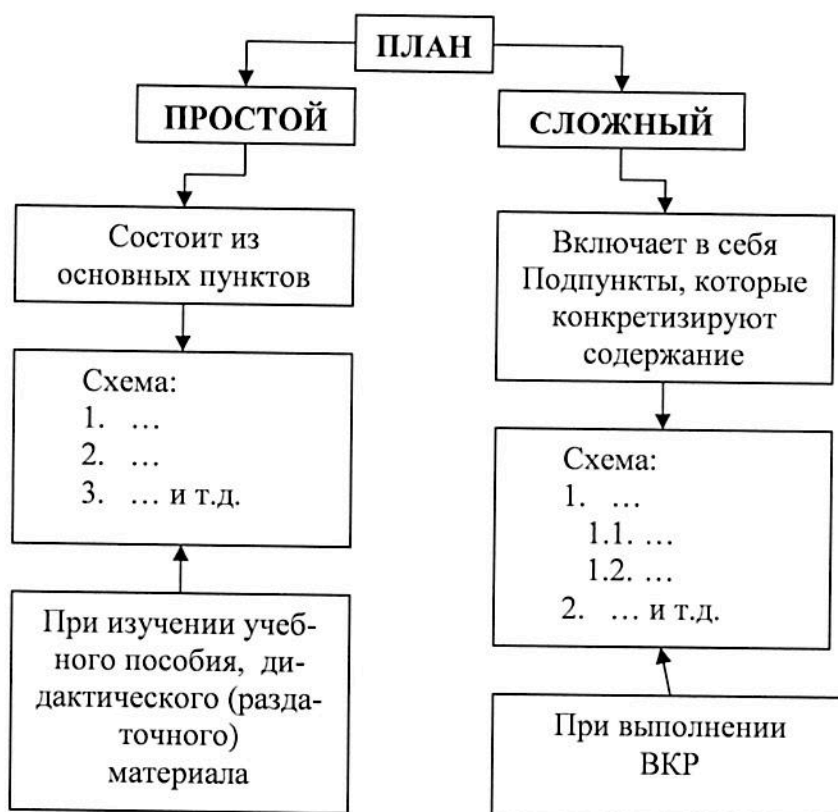 ПЛАН
ПРОСТОЙ
СЛОЖНЫЙ
Состоит из
основных пунктов
Включает в себя
Подпункты, которые
конкретизируют
содержание
Схема:
1. …
2. …
3. … и т.д.
Схема:
1. …
1.1. …
1.2. …
2. … и т.д.
При изучении учеб-
ного пособия, ди-
дактического (разда-
точного)
материала
При выполнении
ВКР